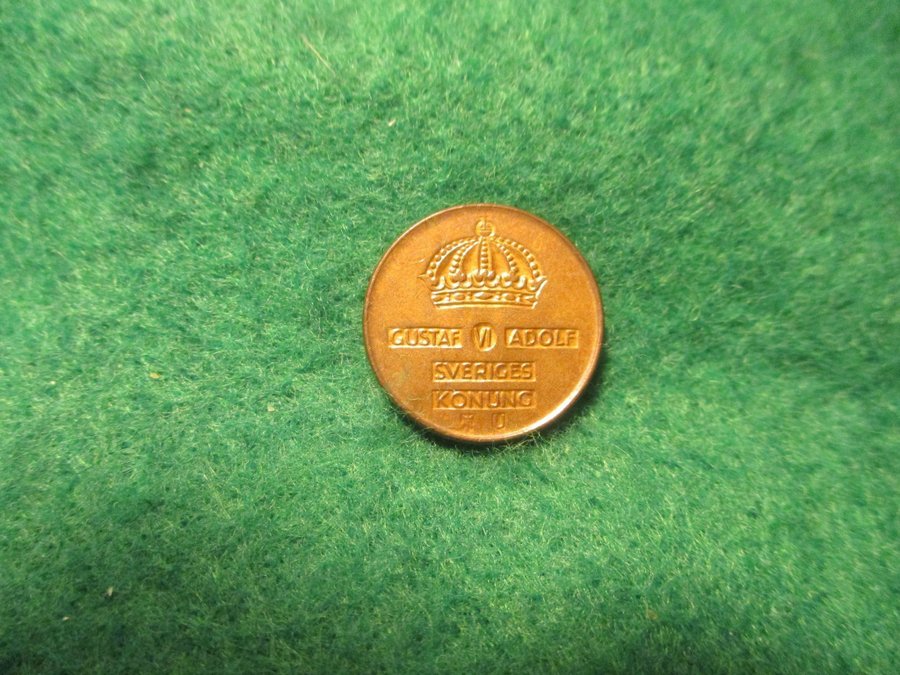 GUSTAF VI ADOLF
SVERIGES
KONUNG
U